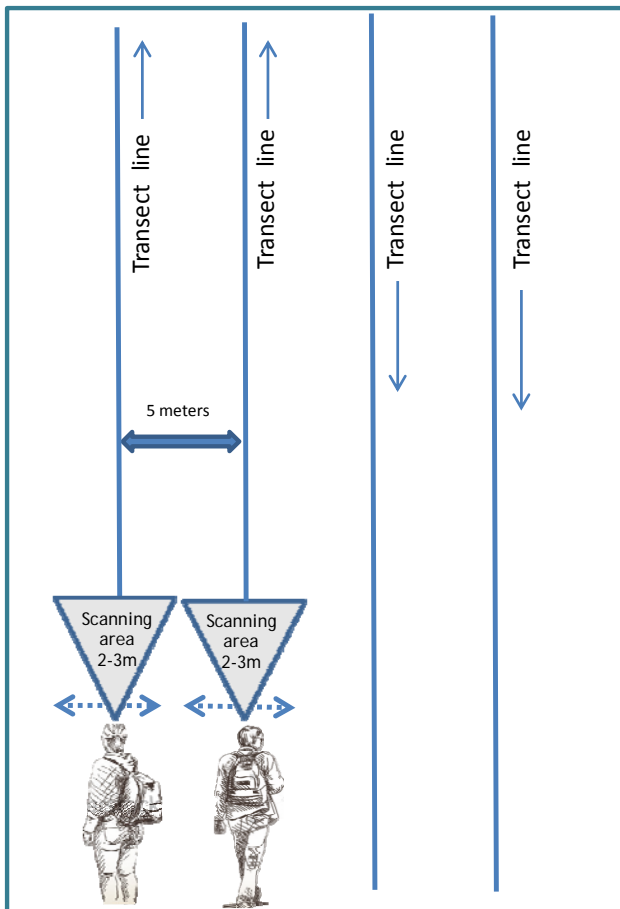 Transect line
Transect line
Transect line
Transect line
5 meters
Scanning
area
2-3m
Scanning
area
2-3m